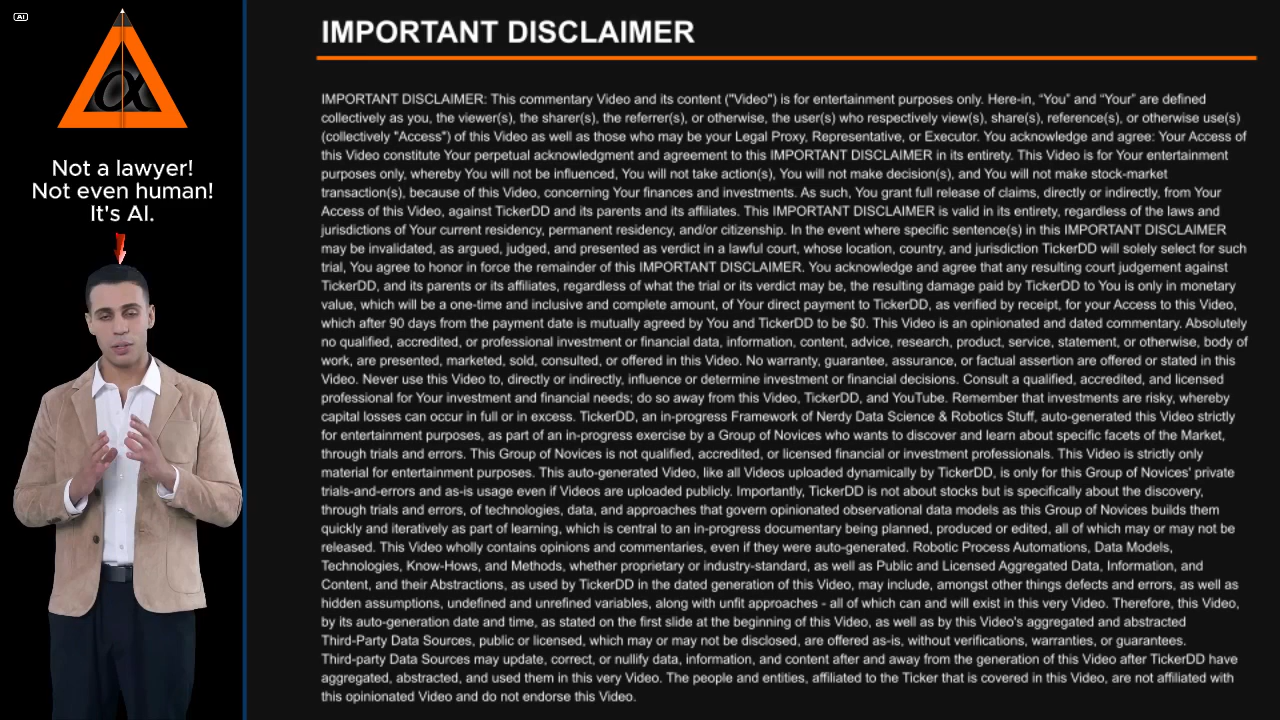 AI
α
Not a lawyer!
Not even human!
It's AI.
IMPORTANT DISCLAIMER
IMPORTANT DISCLAIMER: This commentary Video and its content ("Video") is for entertainment purposes only. Here-in, “You” and “Your” are defined
collectively as you, the viewer(s), the sharer(s), the referrer(s), or otherwise, the user(s) who respectively view(s), share(s), reference(s), or otherwise use(s)
(collectively "Access") of this Video as well as those who may be your Legal Proxy, Representative, or Executor. You acknowledge and agree: Your Access of
this Video constitute Your perpetual acknowledgment and agreement to this IMPORTANT DISCLAIMER in its entirety. This Video is for Your entertainment
purposes only, whereby You will not be influenced, You will not take action(s), You will not make decision(s), and You will not make stock-market
transaction(s), because of this Video, concerning Your finances and investments. As such, You grant full release of claims, directly or indirectly, from Your
Access of this Video, against TickerDD and its parents and its affiliates. This IMPORTANT DISCLAIMER is valid in its entirety, regardless of the laws and
jurisdictions of Your current residency, permanent residency, and/or citizenship. In the event where specific sentence(s) in this IMPORTANT DISCLAIMER
may be invalidated, as argued, judged, and presented as verdict in a lawful court, whose location, country, and jurisdiction TickerDD will solely select for such
trial, You agree to honor in force the remainder of this IMPORTANT DISCLAIMER. You acknowledge and agree that any resulting court judgement against
TickerDD, and its parents or its affiliates, regardless of what the trial or its verdict may be, the resulting damage paid by TickerDD to You is only in monetary
value, which will be a one-time and inclusive and complete amount, of Your direct payment to TickerDD, as verified by receipt, for your Access to this Video,
which after 90 days from the payment date is mutually agreed by You and TickerDD to be $0. This Video is an opinionated and dated commentary. Absolutely
no qualified, accredited, or professional investment or financial data, information, content, advice, research, product, service, statement, or otherwise, body of
work, are presented, marketed, sold, consulted, or offered in this Video. No warranty, guarantee, assurance, or factual assertion are offered or stated in this
Video. Never use this Video to, directly or indirectly, influence or determine investment or financial decisions. Consult a qualified, accredited, and licensed
professional for Your investment and financial needs; do so away from this Video, TickerDD, and YouTube. Remember that investments are risky, whereby
capital losses can occur in full or in excess. TickerDD, an in-progress Framework of Nerdy Data Science & Robotics Stuff, auto-generated this Video strictly
for entertainment purposes, as part of an in-progress exercise by a Group of Novices who wants to discover and learn about specific facets of the Market,
through trials and errors. This Group of Novices is not qualified, accredited, or licensed financial or investment professionals. This Video is strictly only
material for entertainment purposes. This auto-generated Video, like all Videos uploaded dynamically by TickerDD, is only for this Group of Novices' private
trials-and-errors and as-is usage even if Videos are uploaded publicly. Importantly, TickerDD is not about stocks but is specifically about the discovery,
through trials and errors, of technologies, data, and approaches that govern opinionated observational data models as this Group of Novices builds them
quickly and iteratively as part of learning, which is central to an in-progress documentary being planned, produced or edited, all of which may or may not be
released. This Video wholly contains opinions and commentaries, even if they were auto-generated. Robotic Process Automations, Data Models,
Technologies, Know-Hows, and Methods, whether proprietary or industry-standard, as well as Public and Licensed Aggregated Data, Information, and
Content, and their Abstractions, as used by TickerDD in the dated generation of this Video, may include, amongst other things defects and errors, as well as
hidden assumptions, undefined and unrefined variables, along with unfit approaches - all of which can and will exist in this very Video. Therefore, this Video,
by its auto-generation date and time, as stated on the first slide at the beginning of this Video, as well as by this Video's aggregated and abstracted
Third-Party Data Sources, public or licensed, which may or may not be disclosed, are offered as-is, without verifications, warranties, or guarantees.
Third-party Data Sources may update, correct, or nullify data, information, and content after and away from the generation of this Video after TickerDD have
aggregated, abstracted, and used them in this very Video. The people and entities, affiliated to the Ticker that is covered in this Video, are not affiliated with
this opinionated Video and do not endorse this Video.